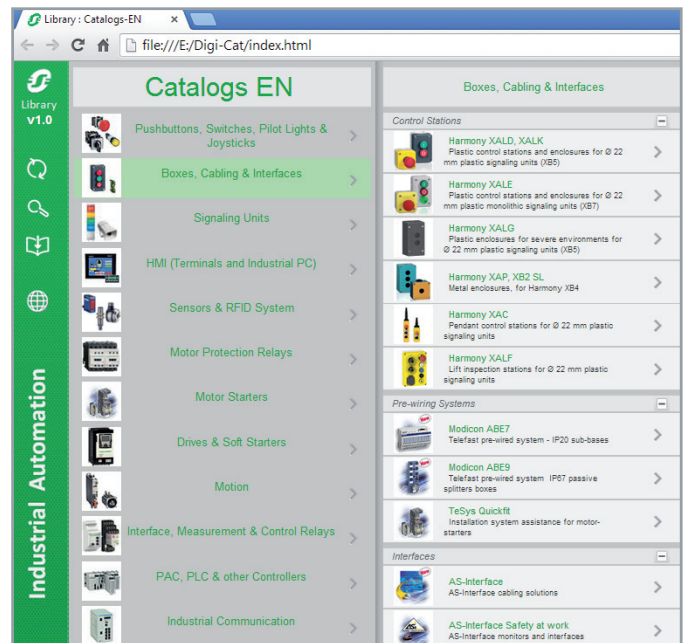 Library : Catalogs-EN
file:///E:/Digi-Cat/index.html
Library
v1.0
Industrial Automation
Catalogs EN
Pushbuttons, Switches, Pilot Lights &
Joysticks
Boxes, Cabling & Interfaces
Signaling Units
HMI (Terminals and Industrial PC)
Sensors & RFID System
Motor Protection Relays
Motor Starters
Drives & Soft Starters
Motion
Interface, Measurement & Control Relays
PAC, PLC & other Controllers
Industrial Communication
Boxes, Cabling & Interfaces
Control Stations
Harmony XALD, XALK
Plastic control stations and enclosures for Ø 22
mm plastic signaling units (XB5)
Harmony XALE
Plastic control stations and enclosures for Ø 22
mm plastic monolithic signaling units (XB7)
Harmony XALG
Plastic enclosures for severe environments for
Ø 22 mm plastic signaling units (XB5)
Harmony XAP, XB2 SL
Metal enclosures, for Harmony XB4
Harmony XAC
Pendant control stations for Ø 22 mm plastic
signaling units
Harmony XALF
Lift inspection stations for Ø 22 mm plastic
signaling units
Pre-wiring Systems
Modicon ABE7
Telefast pre-wired system - IP20 sub-bases
Modicon ABE9
Telefast pre-wired system IP67 passive
splitters boxes
TeSys Quickfit
Installation system assistance for motor-
starters
Interfaces
AS-Interface
AS-Interface cabling solutions
AS-Interface Safety at work
AS-Interface monitors and interfaces